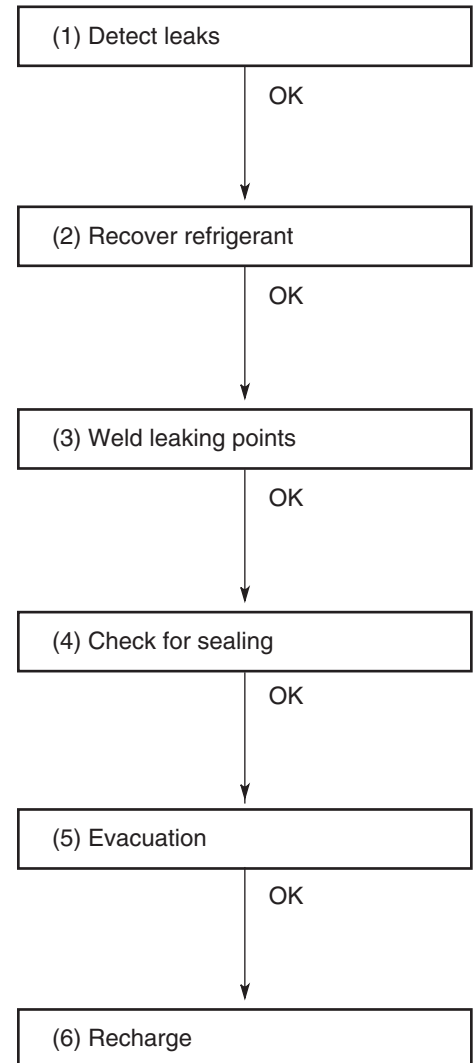 (1) Detect leaks
OK
(2) Recover refrigerant
OK
(3) Weld leaking points
OK
(4) Check for sealing
OK
(5) Evacuation
OK
(6) Recharge